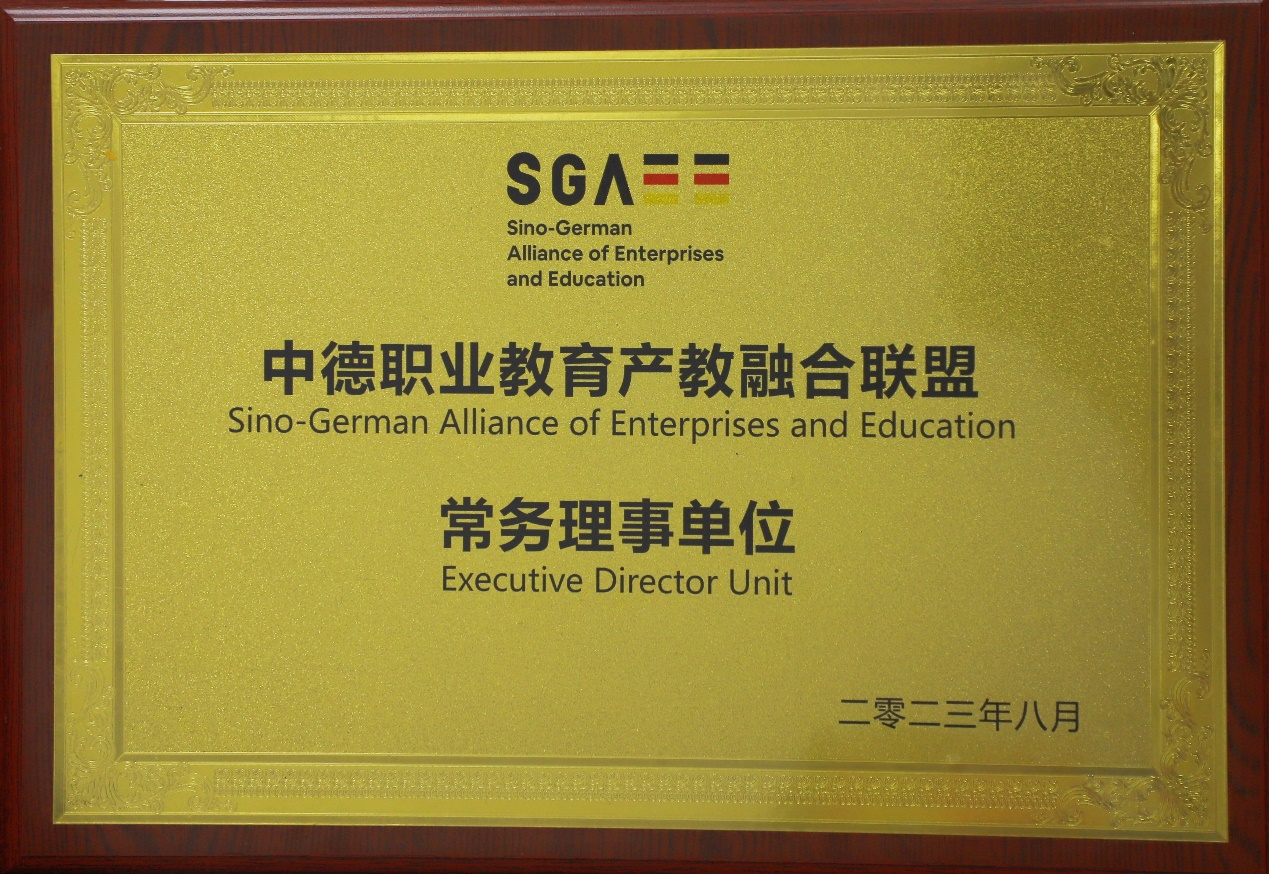 SGAEE
Sino-German
Alliance of Enterprises
and Education
中德职业教育产教融合联盟
Sino-German Alliance of Enterprises and Education
常务理事单位
Executive Director Unit
二零二三年八月